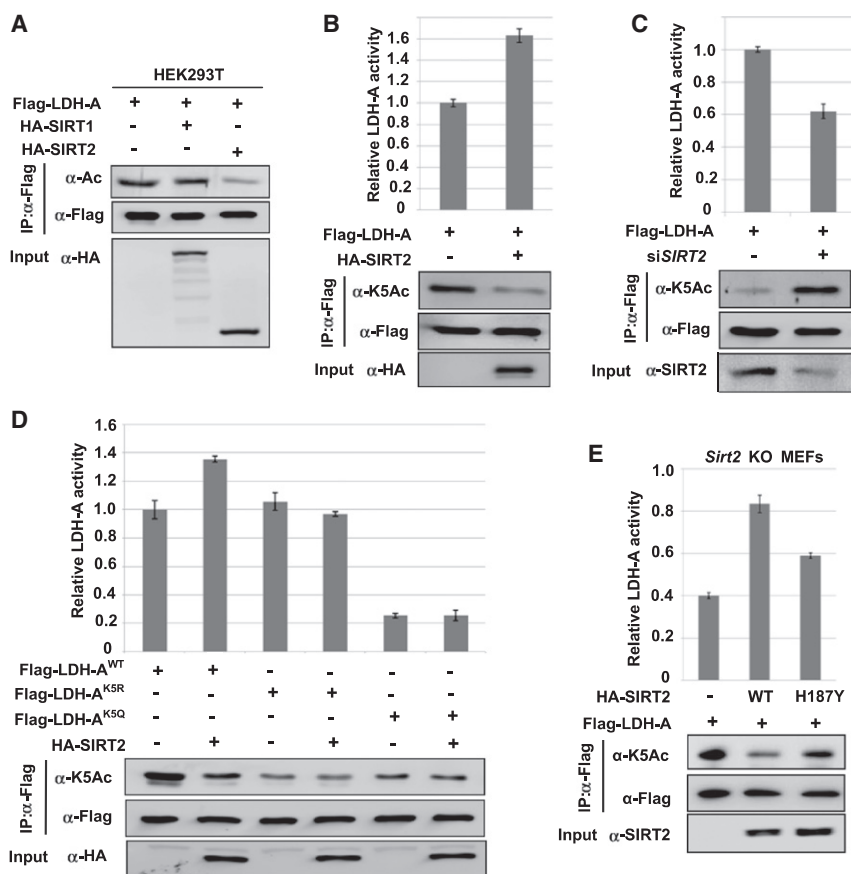 A
HEK293T
Flag-LDH-A + + +
HA-SIRT1 - + -
HA-SIRT2 - - +
IP:α-Flag
α-Ac
α-Flag
Input α-HA
B
Relative LDH-A activity
1.6
1.4
1.2
1.0
0.8
0.6
0.4
0.2
0
Flag-LDH-A + +
HA-SIRT2 - +
IP:α-Flag
α-K5Ac
α-Flag
Input α-HA
C
Relative LDH-A activity
1.0
0.8
0.6
0.4
0.2
0
Flag-LDH-A + +
siSIRT2 - +
IP:α-Flag
α-K5Ac
α-Flag
Input α-SIRT2
D
Relative LDH-A activity
1.6
1.4
1.2
1.0
0.8
0.6
0.4
0.2
0
Flag-LDH-A^WT + + - - - -
Flag-LDH-A^K5R - - + + - -
Flag-LDH-A^K5Q - - - - + +
HA-SIRT2 - + - + - +
IP:α-Flag
α-K5Ac
α-Flag
Input α-HA
E
Sirt2 KO MEFs
Relative LDH-A activity
1.0
0.8
0.6
0.4
0.2
0
HA-SIRT2 - WT H187Y
Flag-LDH-A + + +
IP:α-Flag
α-K5Ac
α-Flag
Input α-SIRT2